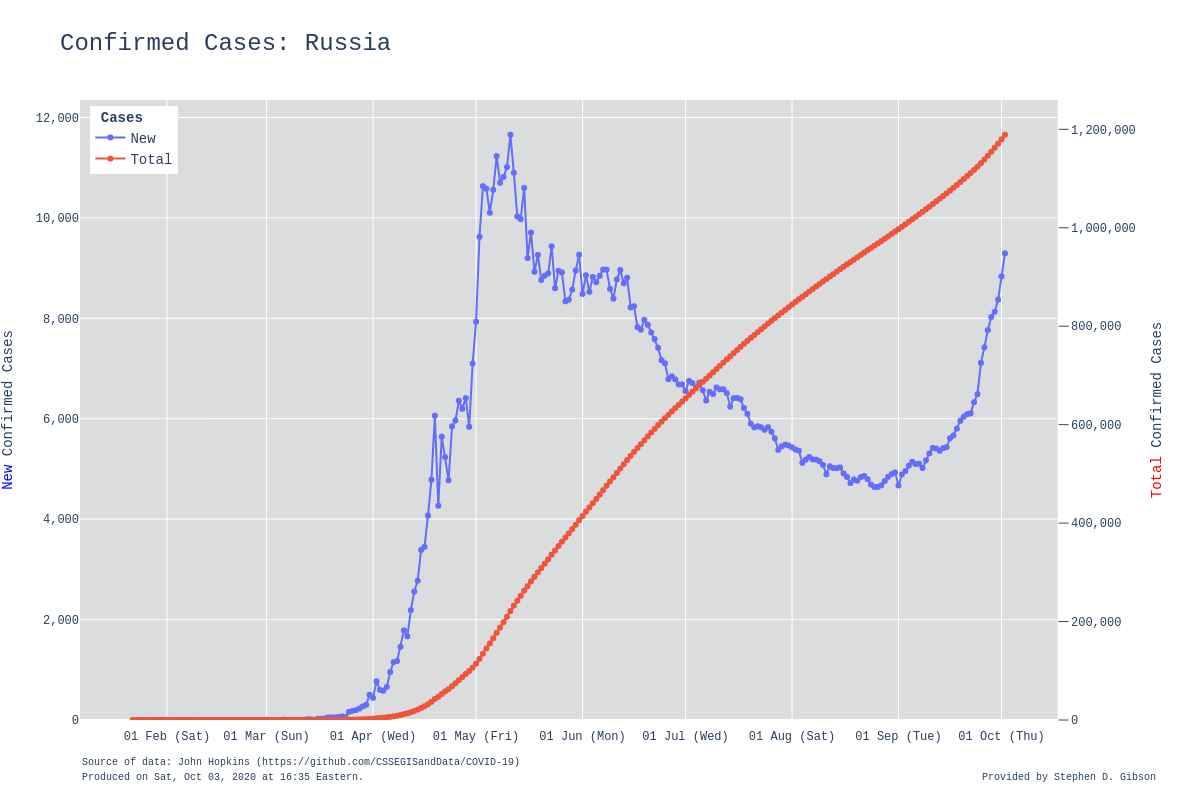 Confirmed Cases: Russia
Cases
New
Total
12,000
10,000
8,000
6,000
4,000
2,000
0
New Confirmed Cases
1,200,000
1,000,000
800,000
600,000
400,000
200,000
0
Total Confirmed Cases
01 Feb (Sat) 01 Mar (Sun) 01 Apr (Wed) 01 May (Fri) 01 Jun (Mon) 01 Jul (Wed) 01 Aug (Sat) 01 Sep (Tue) 01 Oct (Thu)
Source of data: John Hopkins (https://github.com/CSSEGISandData/COVID-19)
Produced on Sat, Oct 03, 2020 at 16:35 Eastern.
Provided by Stephen D. Gibson